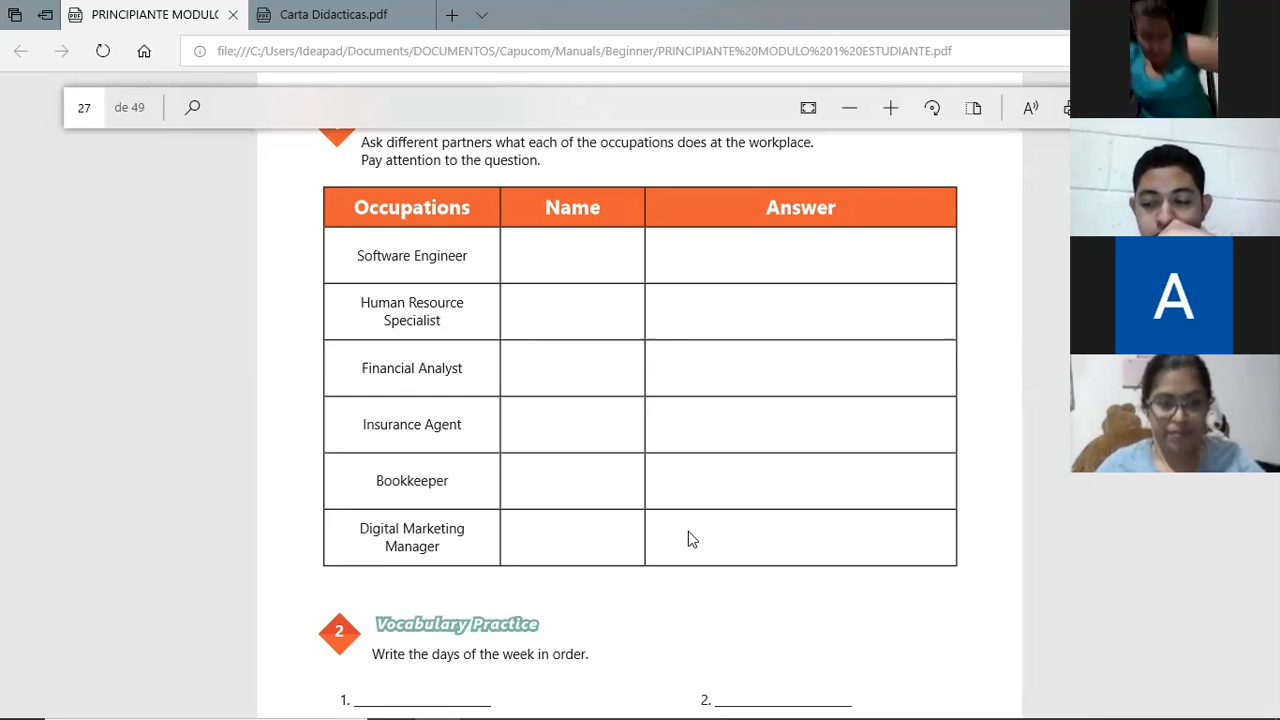 PRINCIPIANTE MODULO
Carta Didacticas.pdf
file:///C:/Users/Ideapad/Documents/DOCUMENTOS/Capucom/Manuals/Beginner/PRINCIPIANTE%20MODULO%201%20ESTUDIANTE.pdf
27 de 49
Ask different partners what each of the occupations does at the workplace.
Pay attention to the question.
Occupations Name Answer
Software Engineer
Human Resource
Specialist
Financial Analyst
Insurance Agent
Bookkeeper
Digital Marketing
Manager
2 Vocabulary Practice
Write the days of the week in order.
1. 2.
A